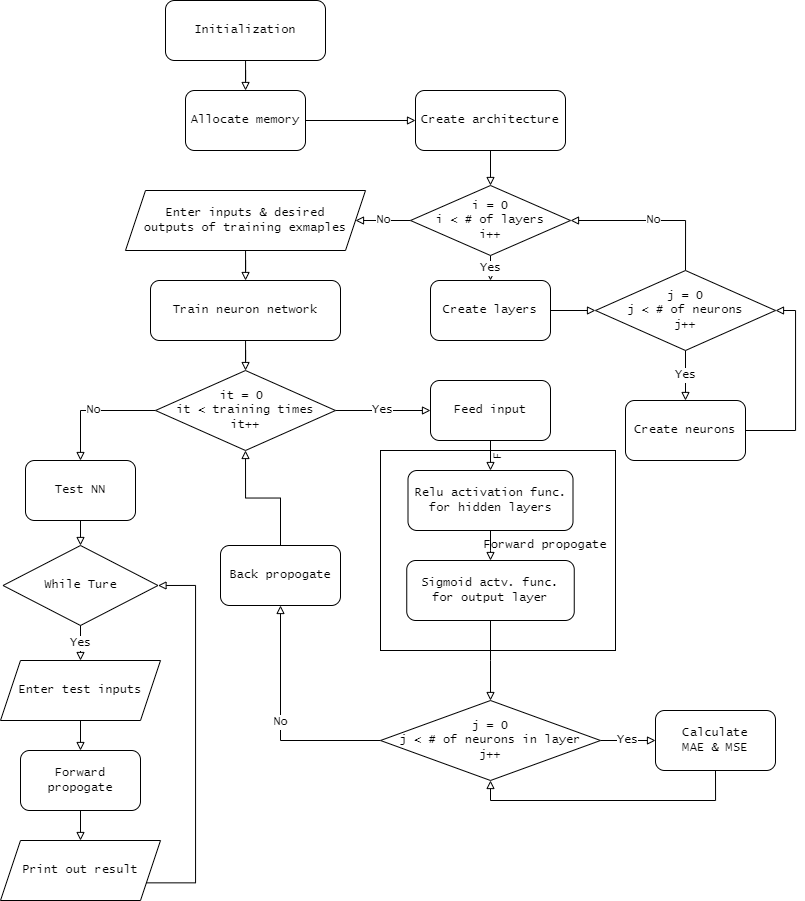 Initialization
Allocate memory
Create architecture
i = 0
i < # of layers
i++
No
Yes
No
Enter inputs & desired
outputs of training exmaples
Create layers
j = 0
j < # of neurons
j++
Yes
Create neurons
Train neuron network
it = 0
it < training times
it++
No
Yes
Feed input
F
Relu activation func.
for hidden layers
Forward propogate
Sigmoid actv. func.
for output layer
Test NN
While Ture
Yes
Back propogate
Enter test inputs
No
j = 0
j < # of neurons in layer
j++
Yes
Calculate
MAE & MSE
Forward
propogate
Print out result